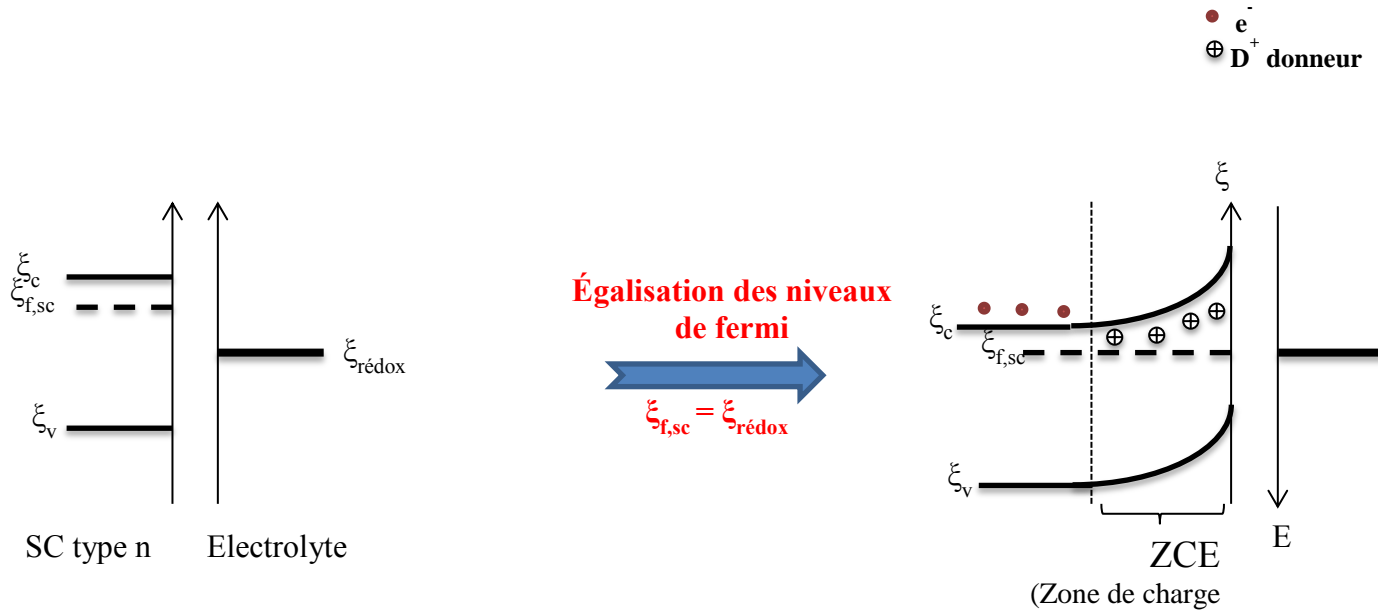 e-
D+ donneur
ξ
ξc
ξf,sc
ξrédox
ξv
SC type n
Electrolyte
Égalisation des niveaux
de fermi
ξf,sc = ξrédox
ξc
ξf,sc
ξv
ZCE
(Zone de charge
E